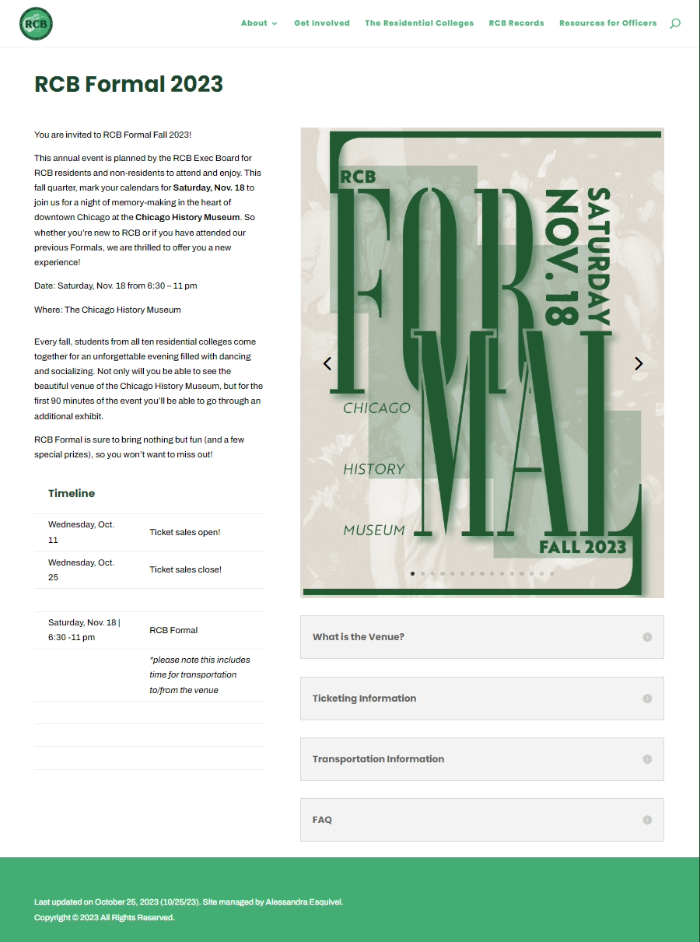 RCB
About
Get Involved
The Residential Colleges
RCB Records
Resources for Officers
RCB Formal 2023
You are invited to RCB Formal Fall 2023!
This annual event is planned by the RCB Exec Board for
RCB residents and non-residents to attend and enjoy. This
fall quarter, mark your calendars for Saturday, Nov. 18 to
join us for a night of memory-making in the heart of
downtown Chicago at the Chicago History Museum. So
whether you're new to RCB or if you have attended our
previous Formals, we are thrilled to offer you a new
experience!
Date: Saturday, Nov. 18 from 6:30 – 11 pm
Where: The Chicago History Museum
Every fall, students from all ten residential colleges come
together for an unforgettable evening filled with dancing
and socializing. Not only will you be able to see the
beautiful venue of the Chicago History Museum, but for the
first 90 minutes of the event you'll be able to go through an
additional exhibit.
RCB Formal is sure to bring nothing but fun (and a few
special prizes), so you won't want to miss out!
Timeline
Wednesday, Oct.
11
Ticket sales open!
Wednesday, Oct.
25
Ticket sales close!
Saturday, Nov. 18 |
6:30 -11 pm
RCB Formal
*please note this includes
time for transportation
to/from the venue
RCB
FOR
MAL
SATURDAY
NOV. 18
CHICAGO
HISTORY
MUSEUM
FALL 2023
What is the Venue?
Ticketing Information
Transportation Information
FAQ
Last updated on October 25, 2023 (10/25/23). Site managed by Alessandra Esquivel.
Copyright © 2023 All Rights Reserved.